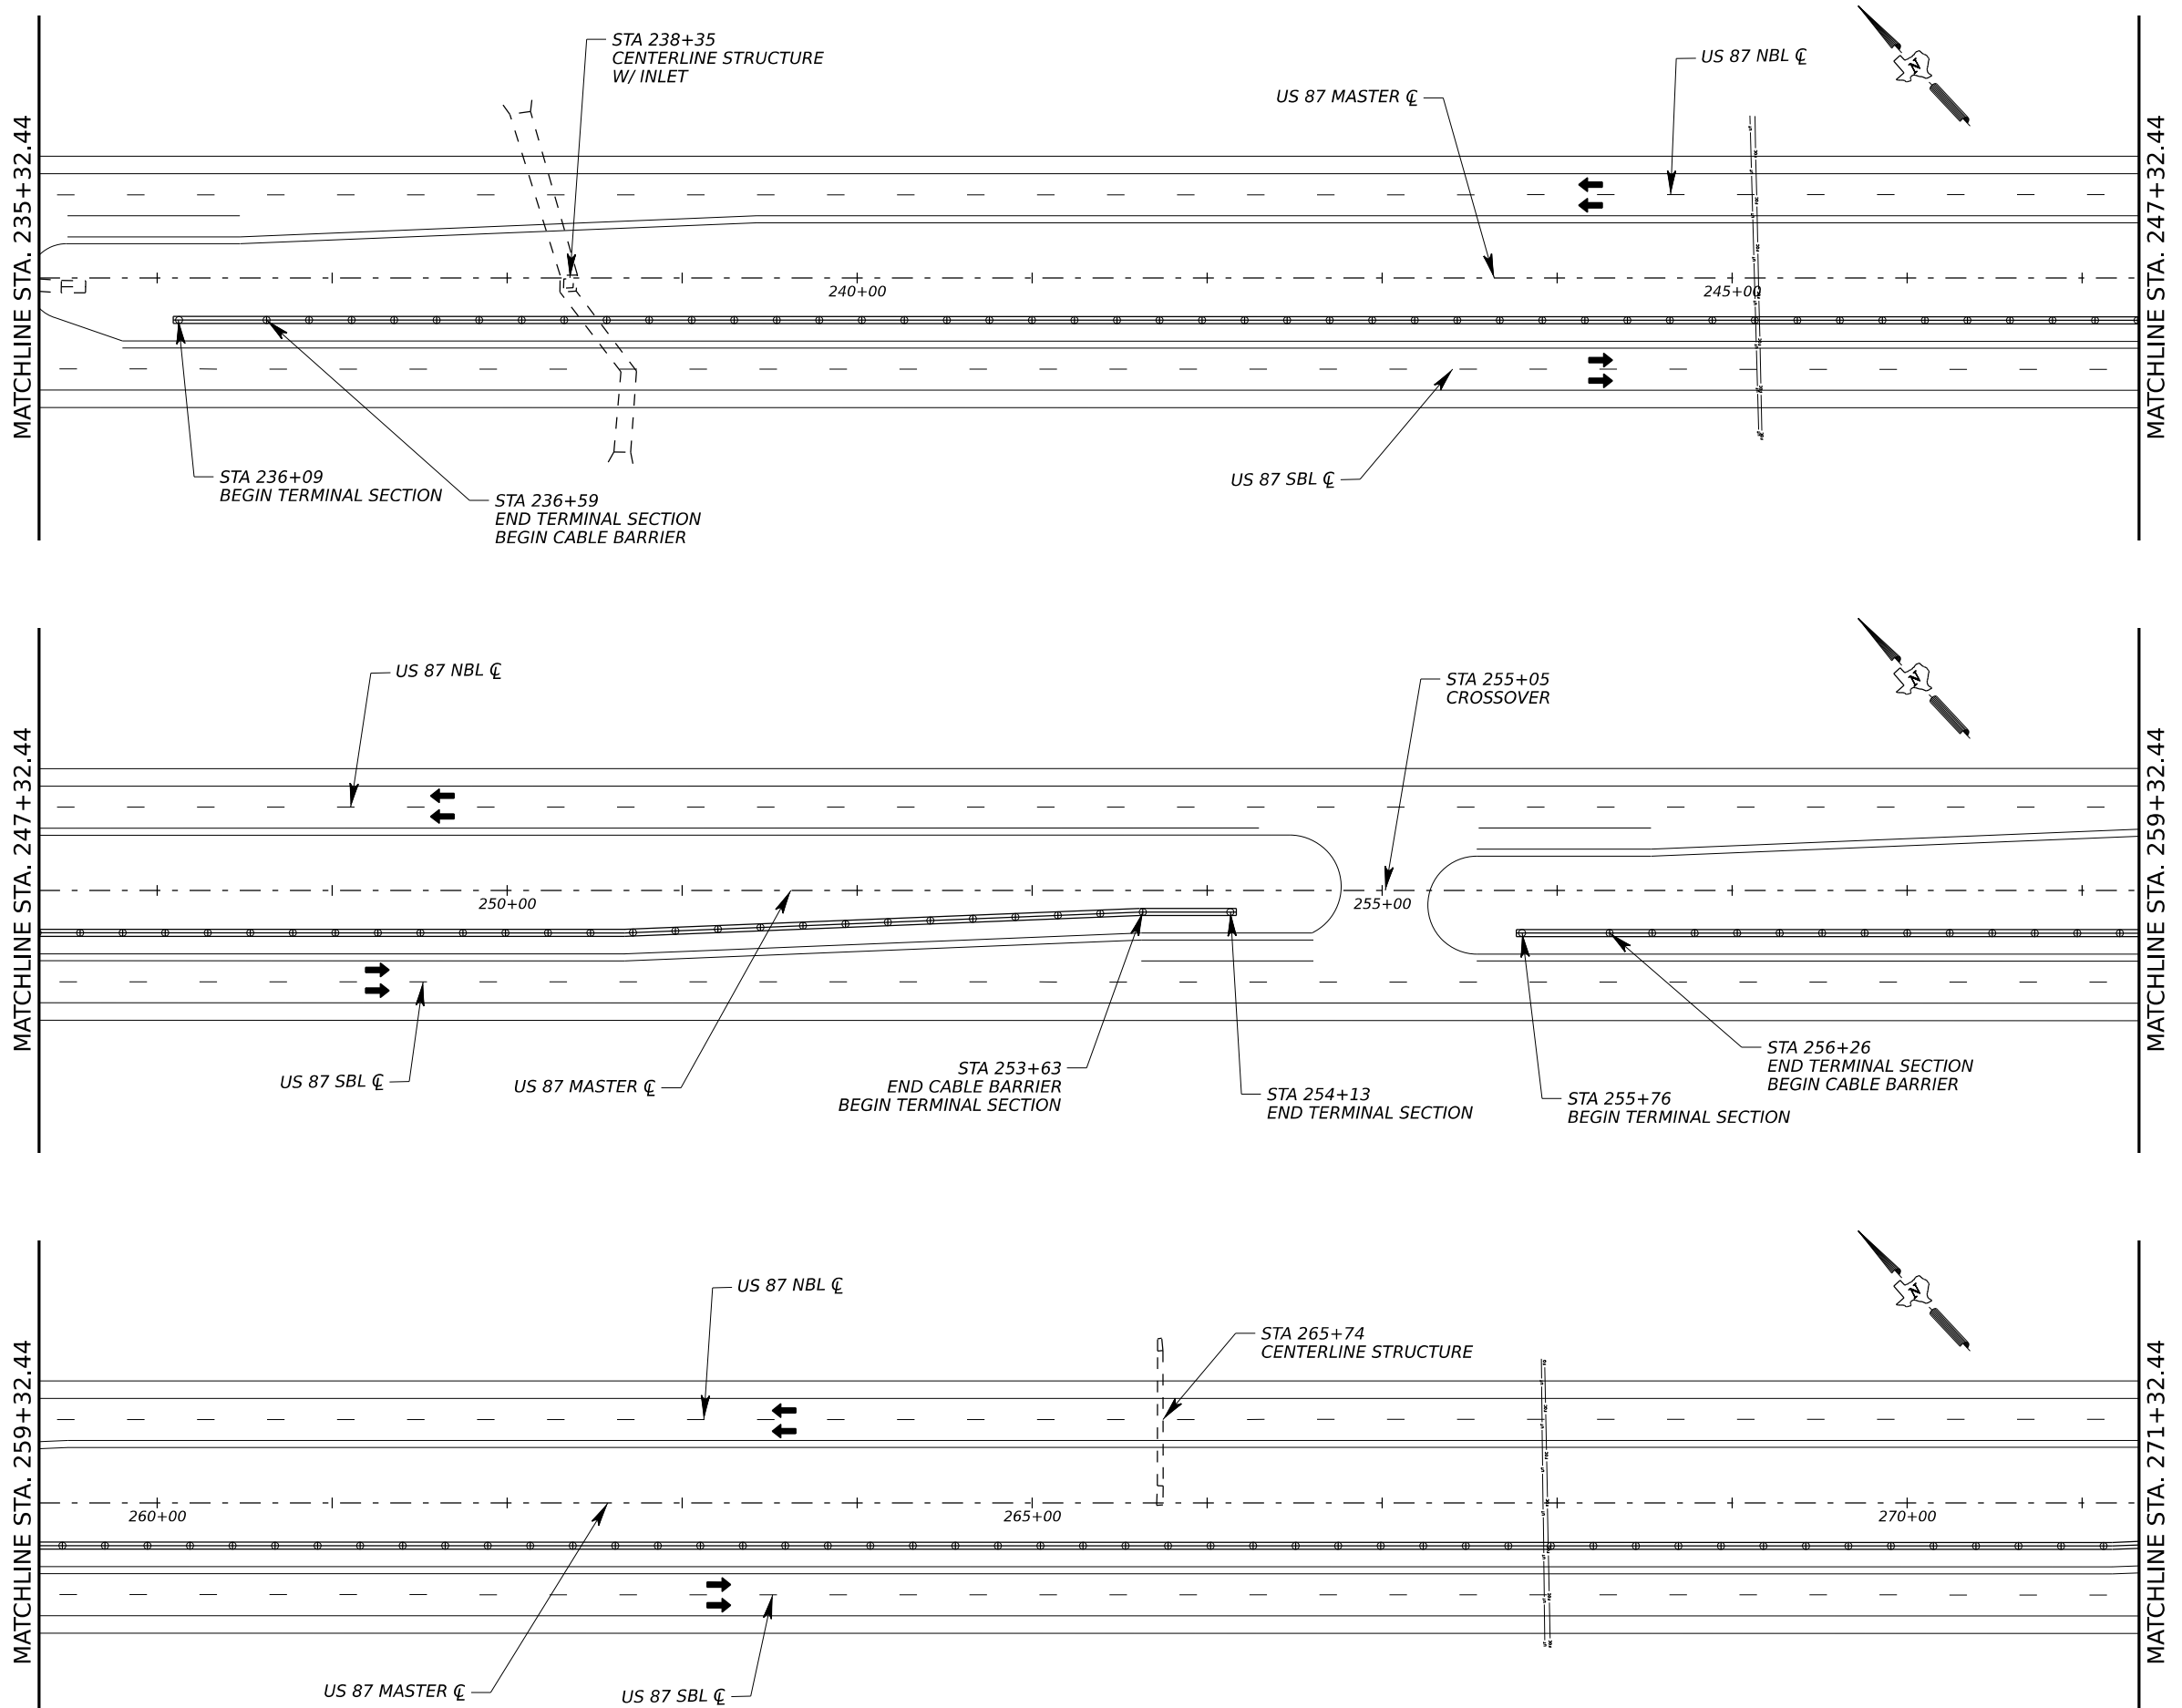 STA 238+35
CENTERLINE STRUCTURE
W/ INLET
US 87 MASTER ℄
US 87 NBL ℄
N
MATCHLINE STA. 235+32.44
MATCHLINE STA. 247+32.44
240+00
245+00
STA 236+09
BEGIN TERMINAL SECTION
STA 236+59
END TERMINAL SECTION
BEGIN CABLE BARRIER
US 87 SBL ℄
US 87 NBL ℄
STA 255+05
CROSSOVER
N
MATCHLINE STA. 247+32.44
MATCHLINE STA. 259+32.44
250+00
255+00
US 87 SBL ℄
US 87 MASTER ℄
STA 253+63
END CABLE BARRIER
BEGIN TERMINAL SECTION
STA 254+13
END TERMINAL SECTION
STA 255+76
BEGIN TERMINAL SECTION
STA 256+26
END TERMINAL SECTION
BEGIN CABLE BARRIER
US 87 NBL ℄
STA 265+74
CENTERLINE STRUCTURE
N
MATCHLINE STA. 259+32.44
MATCHLINE STA. 271+32.44
260+00
265+00
270+00
US 87 MASTER ℄
US 87 SBL ℄